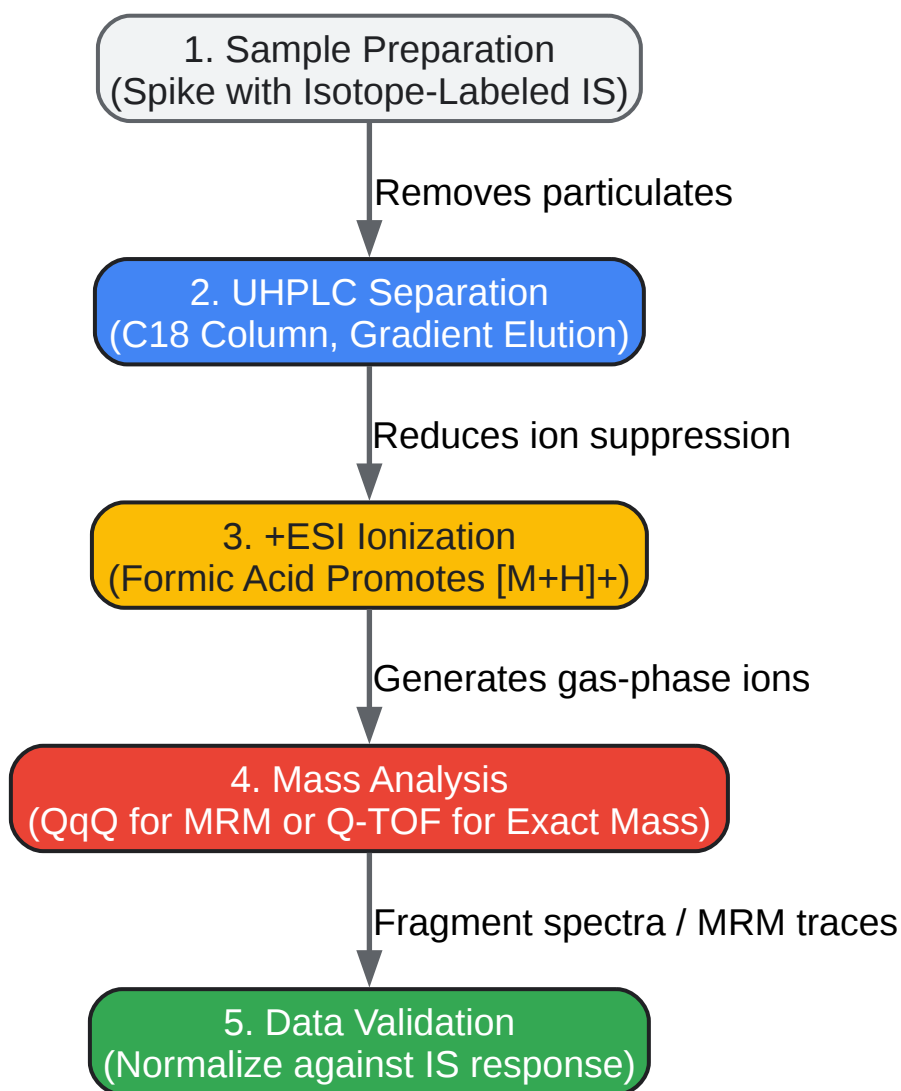 1. Sample Preparation
(Spike with Isotope-Labeled IS)
Removes particulates
2. UHPLC Separation
(C18 Column, Gradient Elution)
Reduces ion suppression
3. +ESI Ionization
(Formic Acid Promotes [M+H]+)
Generates gas-phase ions
4. Mass Analysis
(QqQ for MRM or Q-TOF for Exact Mass)
Fragment spectra / MRM traces
5. Data Validation
(Normalize against IS response)